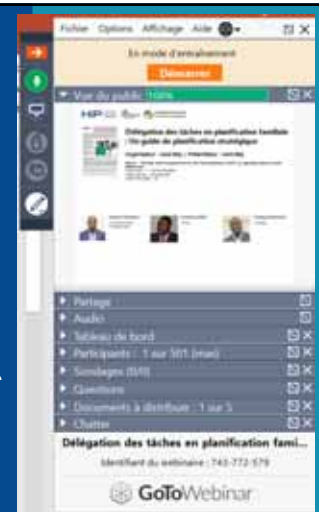 Fichier Options Affichage Aide
En mode d'entraînement
Démarrer
Vue du public 100%
HIP
Délégation des tâches en planification familiale
: Un guide de planification stratégique
Partage
Audio
Tableau de bord
Participants : 1 sur 501 (max)
Sondages (0/0)
Questions
Documents à distribuer : 1 sur 5
Chatter
Délégation des tâches en planification fami...
Identifiant du webinaire : 743-772-579
GoToWebinar